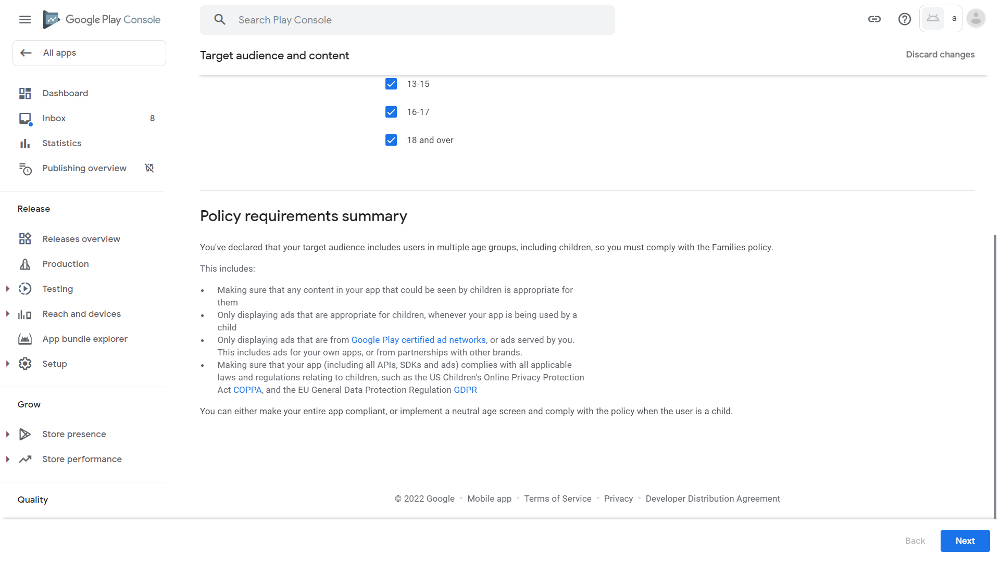 Google Play Console
Search Play Console
a
All apps
Target audience and content
Discard changes
Dashboard
Inbox
8
Statistics
Publishing overview
Release
Releases overview
Production
Testing
Reach and devices
App bundle explorer
Setup
Grow
Store presence
Store performance
Quality
13-15
16-17
18 and over
Policy requirements summary
You've declared that your target audience includes users in multiple age groups, including children, so you must comply with the Families policy.
This includes:
• Making sure that any content in your app that could be seen by children is appropriate for
them
• Only displaying ads that are appropriate for children, whenever your app is being used by a
child
• Only displaying ads that are from Google Play certified ad networks, or ads served by you.
This includes ads for your own apps, or from partnerships with other brands.
• Making sure that your app (including all APIs, SDKs and ads) complies with all applicable
laws and regulations relating to children, such as the US Children's Online Privacy Protection
Act COPPA, and the EU General Data Protection Regulation GDPR
You can either make your entire app compliant, or implement a neutral age screen and comply with the policy when the user is a child.
© 2022 Google • Mobile app • Terms of Service • Privacy • Developer Distribution Agreement
Back
Next